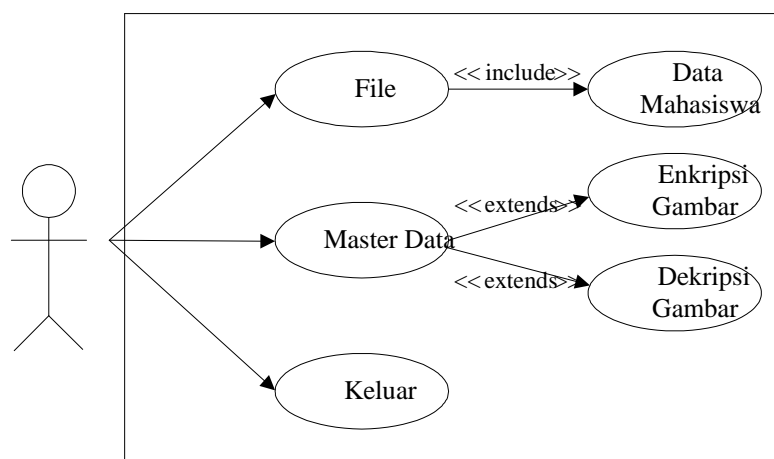 File
<<include>>
Data
Mahasiswa
Master Data
<<extends>>
Enkripsi
Gambar
<<extends>>
Dekripsi
Gambar
Keluar